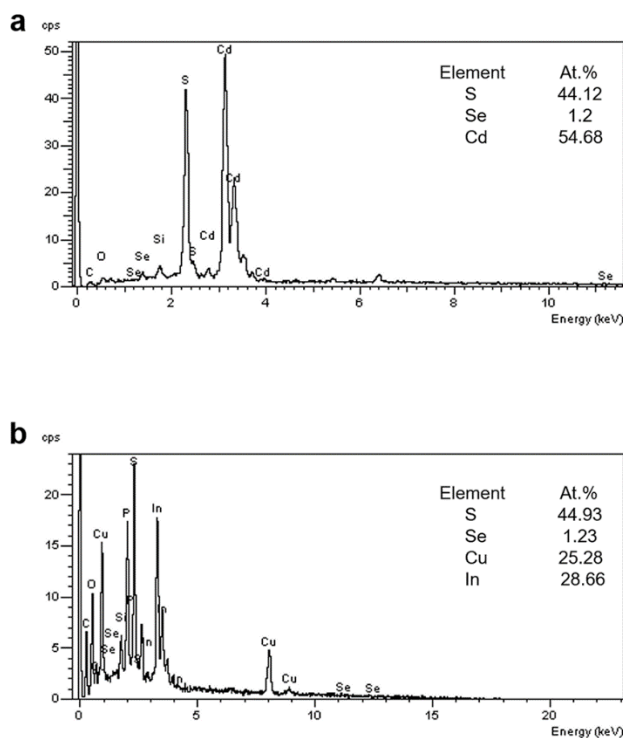 a
cps
50
40
30
20
10
0
Cd
S
Cd
Si
Cd
S
Se
O
Se
C
Cd
Se
Element At.%
S 44.12
Se 1.2
Cd 54.68
0 2 4 6 8 10
Energy (keV)
b
cps
20
15
10
5
0
S
P
In
Cu
O
C
Si
Se
Se
Cu
Cu
Se Se
Element At.%
S 44.93
Se 1.23
Cu 25.28
In 28.66
0 5 10 15 20
Energy (keV)